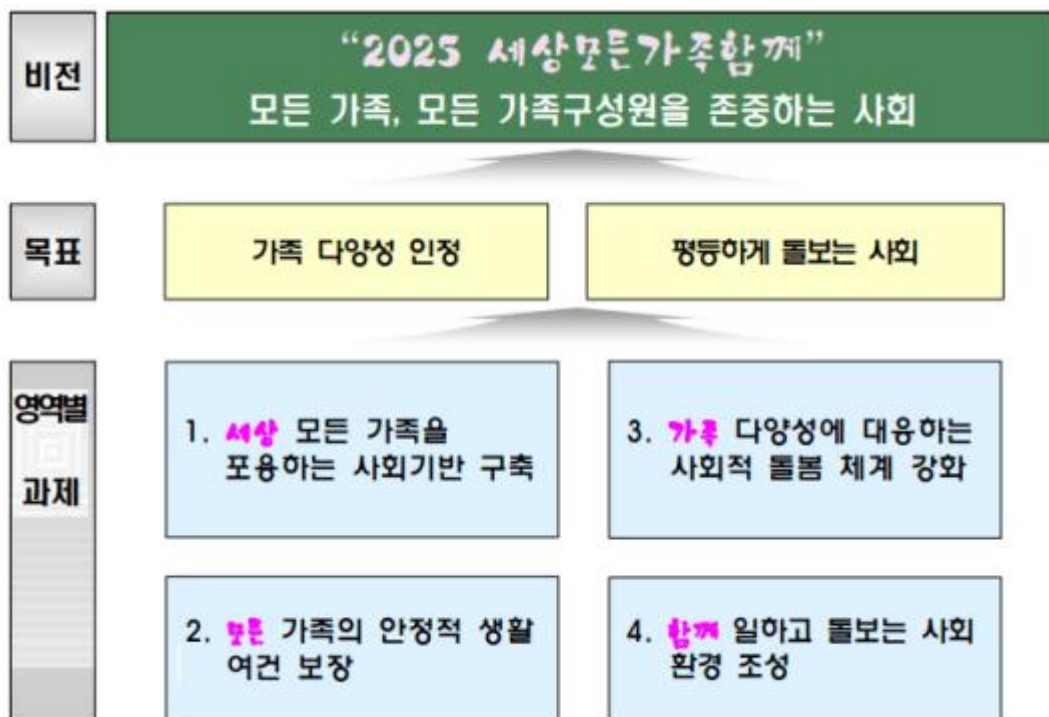 비전
“2025 세상모든가족함께”
모든 가족, 모든 가족구성원을 존중하는 사회
목표
가족 다양성 인정
평등하게 돌보는 사회
영역별
과제
1. 세상 모든 가족을
포용하는 사회기반 구축
3. 가족 다양성에 대응하는
사회적 돌봄 체계 강화
2. 모든 가족의 안정적 생활
여건 보장
4. 함께 일하고 돌보는 사회
환경 조성